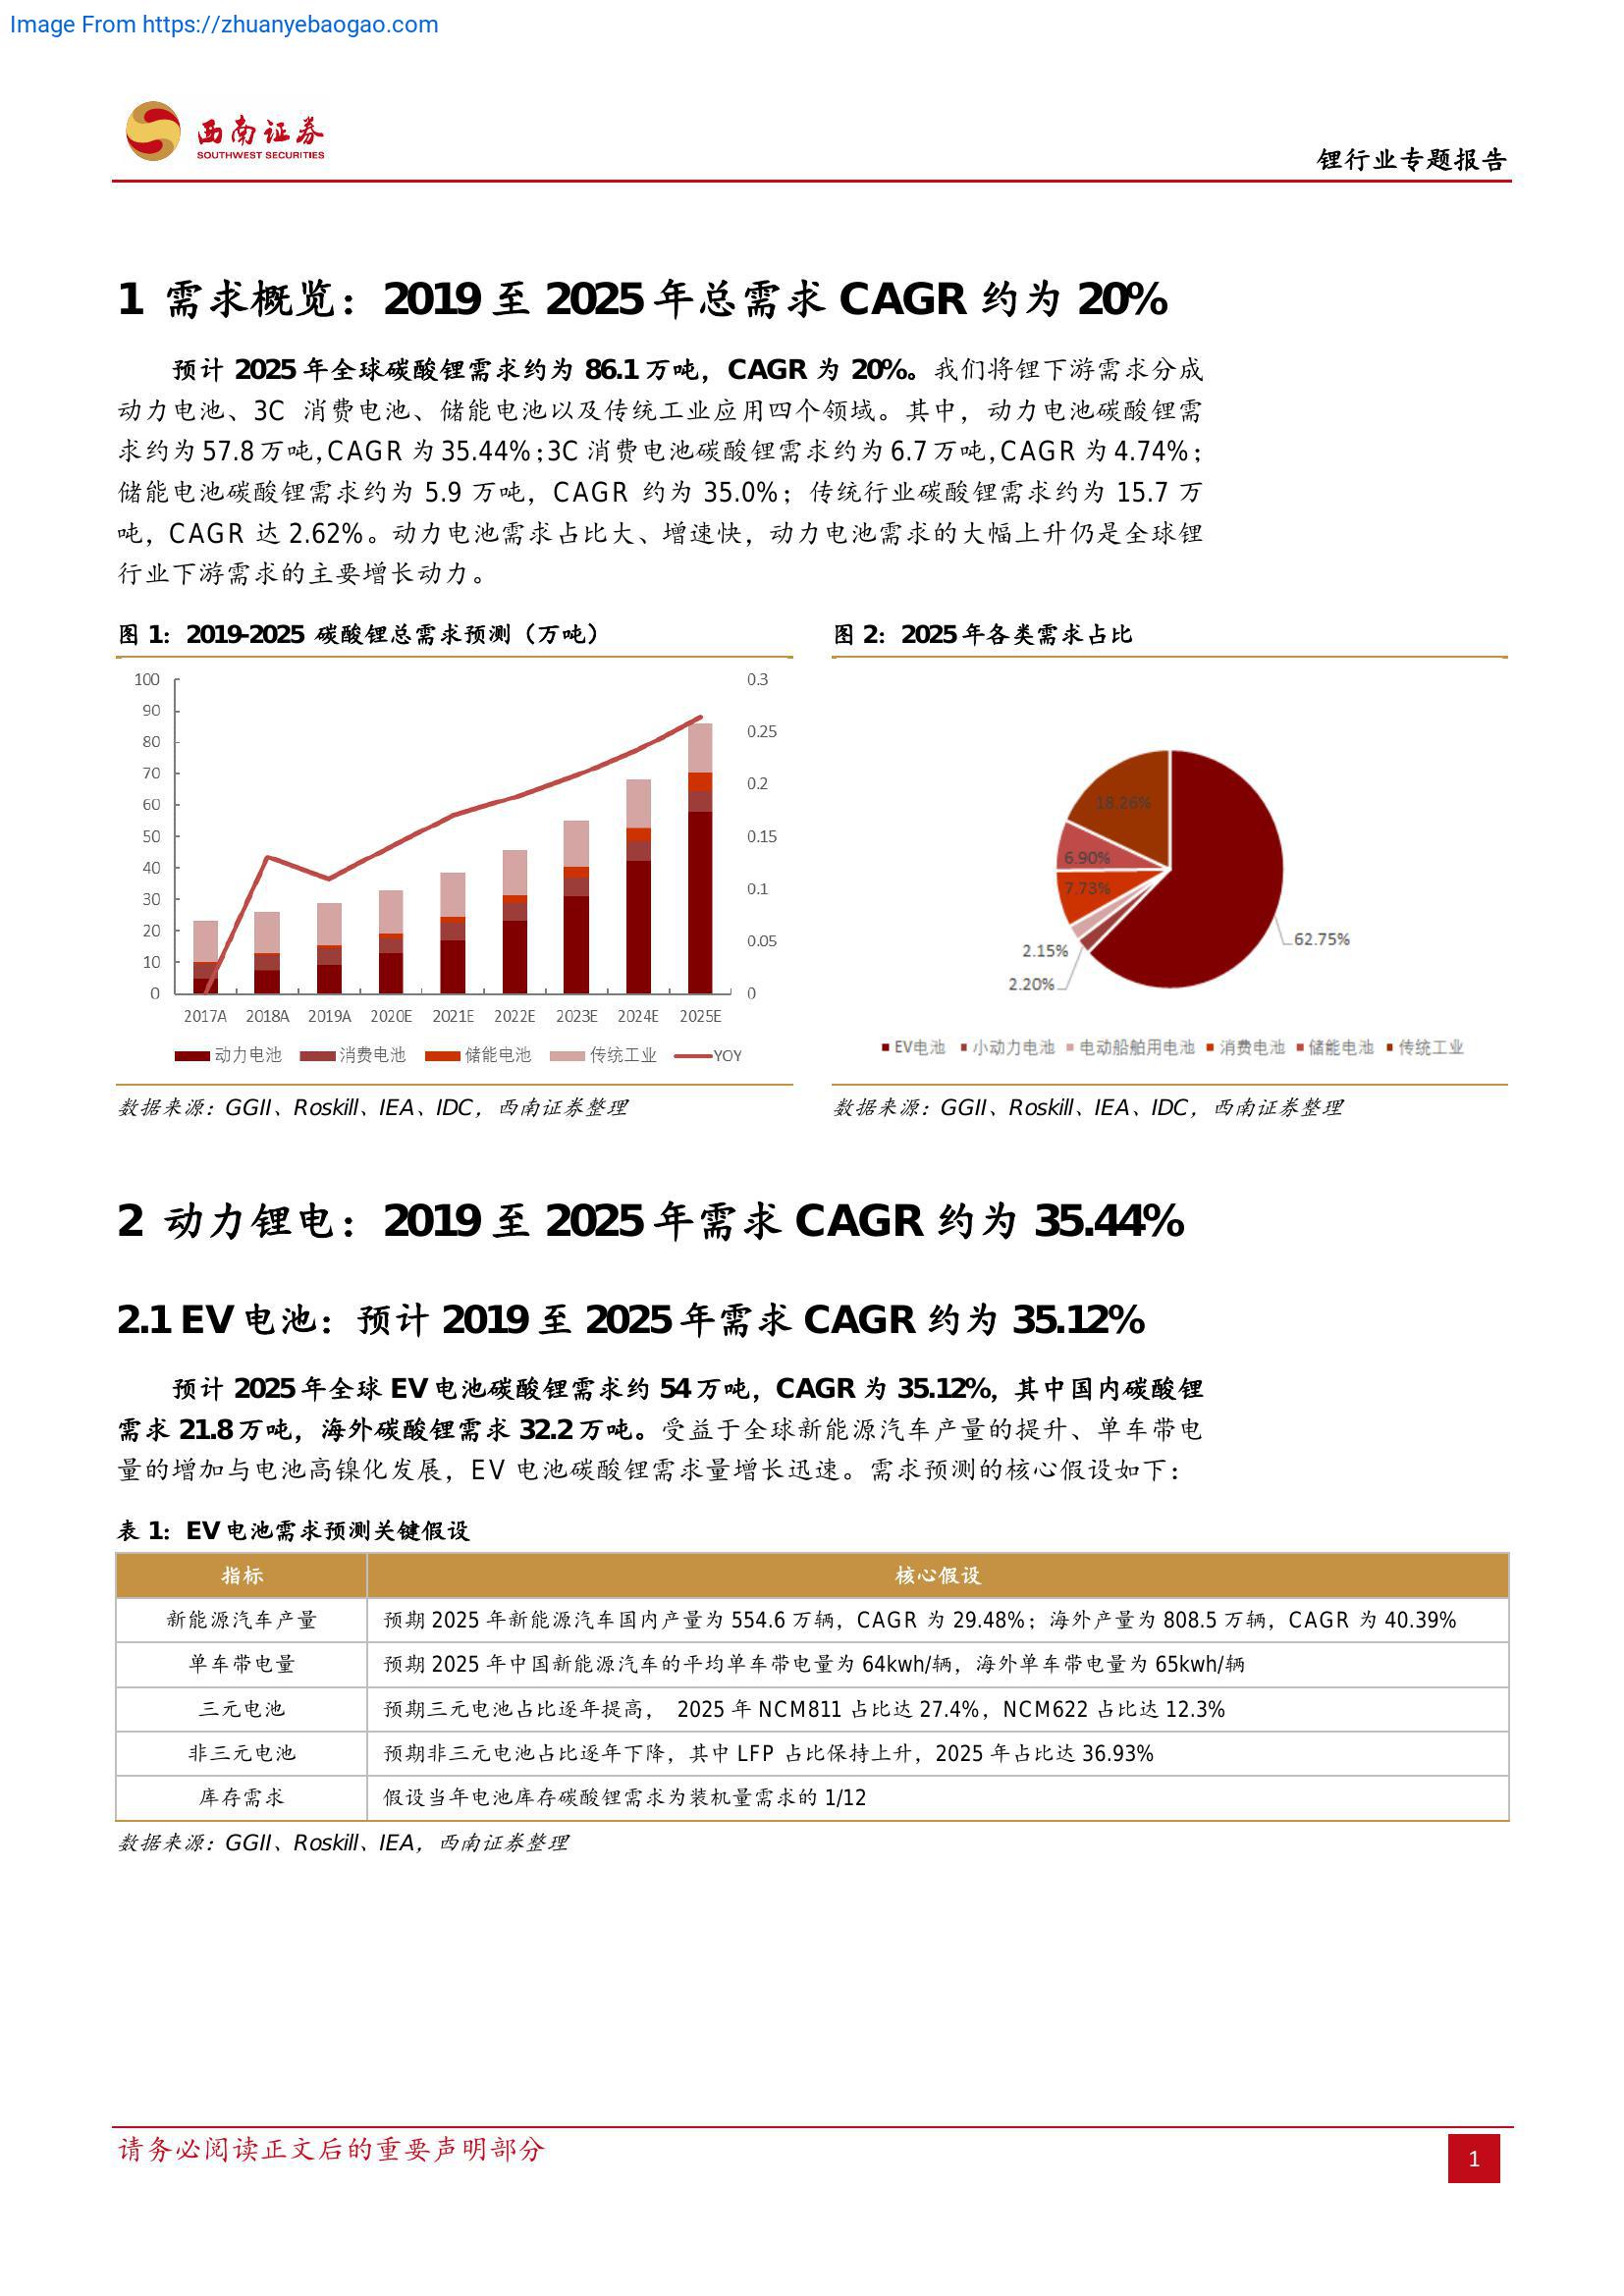 Image From https://zhuanyebaogao.com
西南证券
SOUTHWEST SECURITIES
锂行业专题报告
1 需求概览：2019 至 2025 年总需求 CAGR 约为 20%
预计 2025 年全球碳酸锂需求约为 86.1 万吨，CAGR 为 20%。我们将锂下游需求分成
动力电池、3C 消费电池、储能电池以及传统工业应用四个领域。其中，动力电池碳酸锂需
求约为 57.8 万吨，CAGR 为 35.44%；3C 消费电池碳酸锂需求约为 6.7 万吨，CAGR 为 4.74%；
储能电池碳酸锂需求约为 5.9 万吨，CAGR 约为 35.0%；传统行业碳酸锂需求约为 15.7 万
吨，CAGR 达 2.62%。动力电池需求占比大、增速快，动力电池需求的大幅上升仍是全球锂
行业下游需求的主要增长动力。
图 1：2019-2025 碳酸锂总需求预测（万吨）
100
90
80
70
60
50
40
30
20
10
0
0.3
0.25
0.2
0.15
0.1
0.05
0
2017A 2018A 2019A 2020E 2021E 2022E 2023E 2024E 2025E
动力电池 消费电池 储能电池 传统工业 YOY
数据来源：GGII、Roskill、IEA、IDC，西南证券整理
图 2：2025 年各类需求占比
18.26%
6.90%
7.73%
2.15%
2.20%
62.75%
EV电池 小动力电池 电动船舶用电池 消费电池 储能电池 传统工业
数据来源：GGII、Roskill、IEA、IDC，西南证券整理
2 动力锂电：2019 至 2025 年需求 CAGR 约为 35.44%
2.1 EV 电池：预计 2019 至 2025 年需求 CAGR 约为 35.12%
预计 2025 年全球 EV 电池碳酸锂需求约 54 万吨，CAGR 为 35.12%，其中国内碳酸锂
需求 21.8 万吨，海外碳酸锂需求 32.2 万吨。受益于全球新能源汽车产量的提升、单车带电
量的增加与电池高镍化发展，EV 电池碳酸锂需求量增长迅速。需求预测的核心假设如下：
表 1：EV 电池需求预测关键假设
指标 核心假设
新能源汽车产量 预期 2025 年新能源汽车国内产量为 554.6 万辆，CAGR 为 29.48%；海外产量为 808.5 万辆，CAGR 为 40.39%
单车带电量 预期 2025 年中国新能源汽车的平均单车带电量为 64kwh/辆，海外单车带电量为 65kwh/辆
三元电池 预期三元电池占比逐年提高， 2025 年 NCM811 占比达 27.4%，NCM622 占比达 12.3%
非三元电池 预期非三元电池占比逐年下降，其中 LFP 占比保持上升，2025 年占比达 36.93%
库存需求 假设当年电池库存碳酸锂需求为装机量需求的 1/12
数据来源：GGII、Roskill、IEA，西南证券整理
请务必阅读正文后的重要声明部分
1